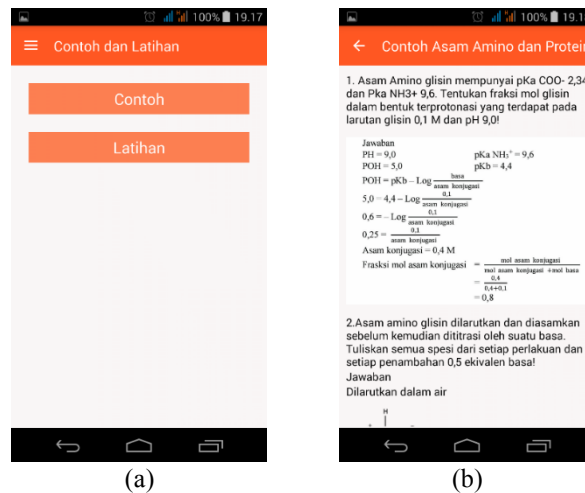 100% 19.17
Contoh dan Latihan
Contoh
Latihan
(a)
100% 19.1
Contoh Asam Amino dan Protein
1. Asam Amino glisin mempunyai pKa COO- 2,34
dan Pka NH3+ 9,6. Tentukan fraksi mol glisin
dalam bentuk terprotonasi yang terdapat pada
larutan glisin 0,1 M dan pH 9,0!
Jawaban
PH = 9,0 pKa NH₃⁺ = 9,6
POH = 5,0 pKb = 4,4
POH = pKb – Log basa / asam konjugasi
5,0 = 4,4 – Log 0,1 / asam konjugasi
0,6 = – Log 0,1 / asam konjugasi
0,25 = 0,1 / asam konjugasi
Asam konjugasi = 0,4 M
Frasksi mol asam konjugasi = mol asam konjugasi / mol asam konjugasi +mol basa
= 0,4 / 0,4+0,1
= 0,8
2.Asam amino glisin dilarutkan dan diasamkan
sebelum kemudian dititrasi oleh suatu basa.
Tuliskan semua spesi dari setiap perlakuan dan
setiap penambahan 0,5 ekivalen basa!
Jawaban
Dilarutkan dalam air
H
(b)